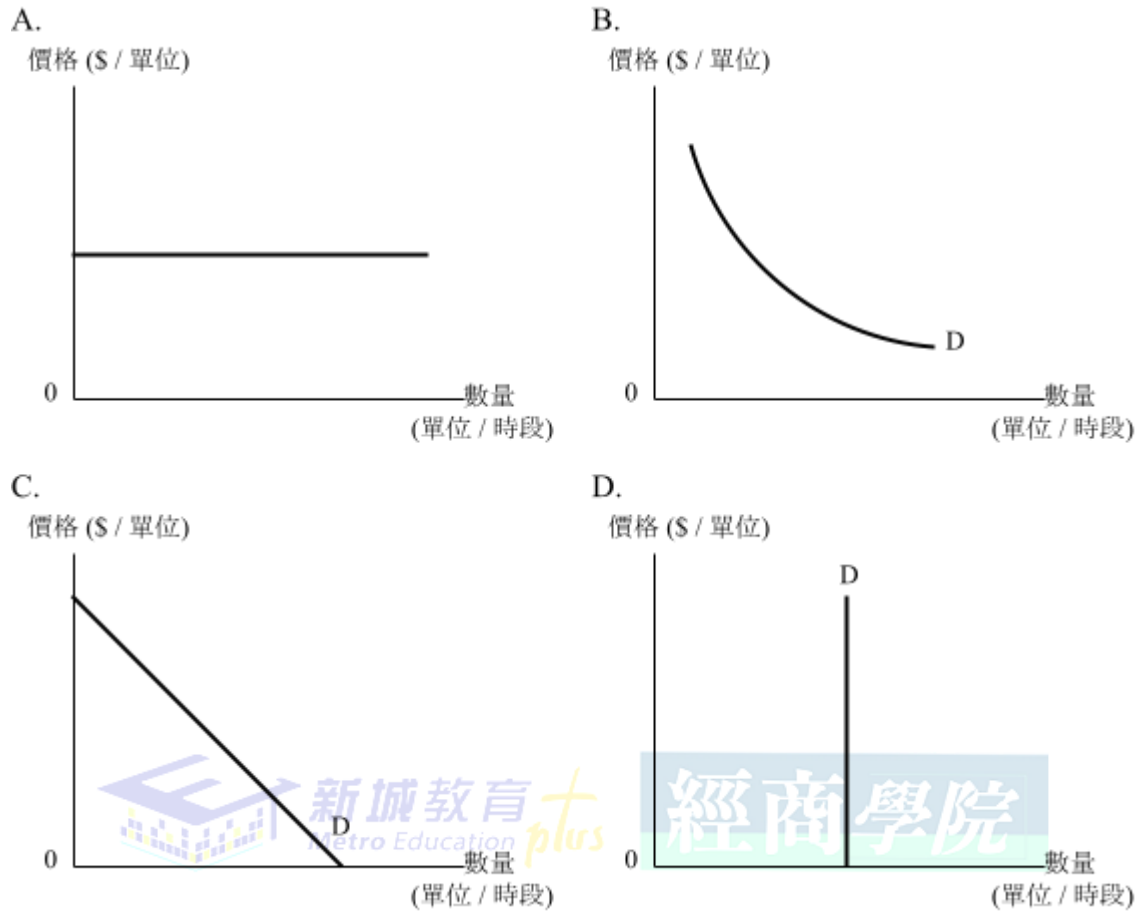 A.
價格 ($ / 單位)
0
數量
(單位 / 時段)
B.
價格 ($ / 單位)
D
0
數量
(單位 / 時段)
C.
價格 ($ / 單位)
D
0
數量
(單位 / 時段)
D.
價格 ($ / 單位)
D
0
數量
(單位 / 時段)
新城教育
Metro Education
plus
經商學院